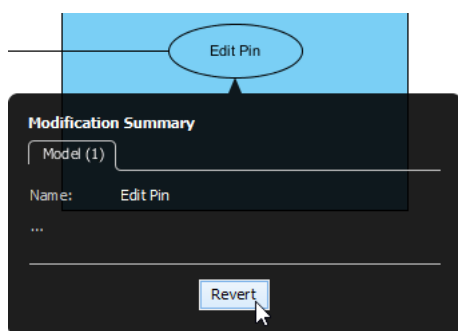 Edit Pin
Modification Summary
Model (1)
Name: Edit Pin
...
Revert